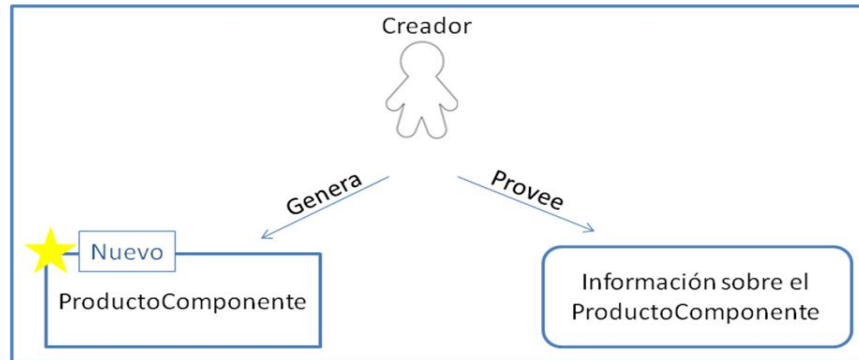 Creador
Genera
Provee
Nuevo
ProductoComponente
Información sobre el
ProductoComponente